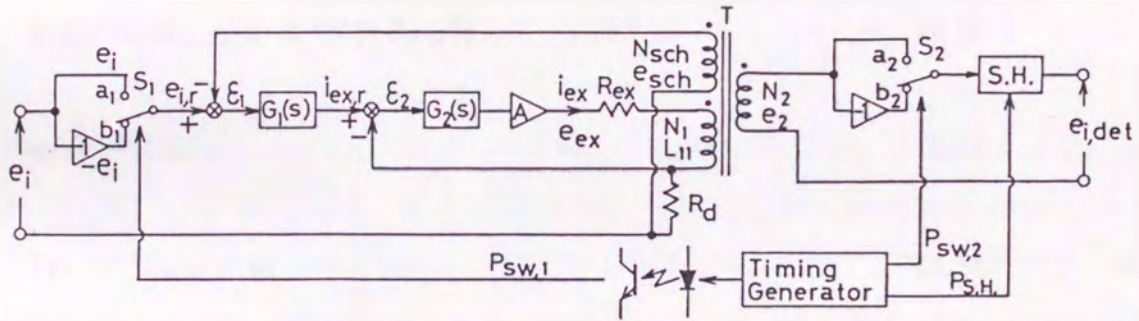 T
e_i
a_1
S_1
e_{i,r}
-
+
ε_1
G_1(s)
i_{ex,r}
+
-
ε_2
G_2(s)
A
i_{ex}
R_{ex}
e_{ex}
N_{sch}
e_{sch}
N_1
L_{11}
N_2
e_2
a_2
S_2
b_2
-1
S.H.
e_{i,det}
b_1
-1
-e_i
e_i
R_d
P_{SW,1}
Timing
Generator
P_{SW,2}
P_{S.H.}